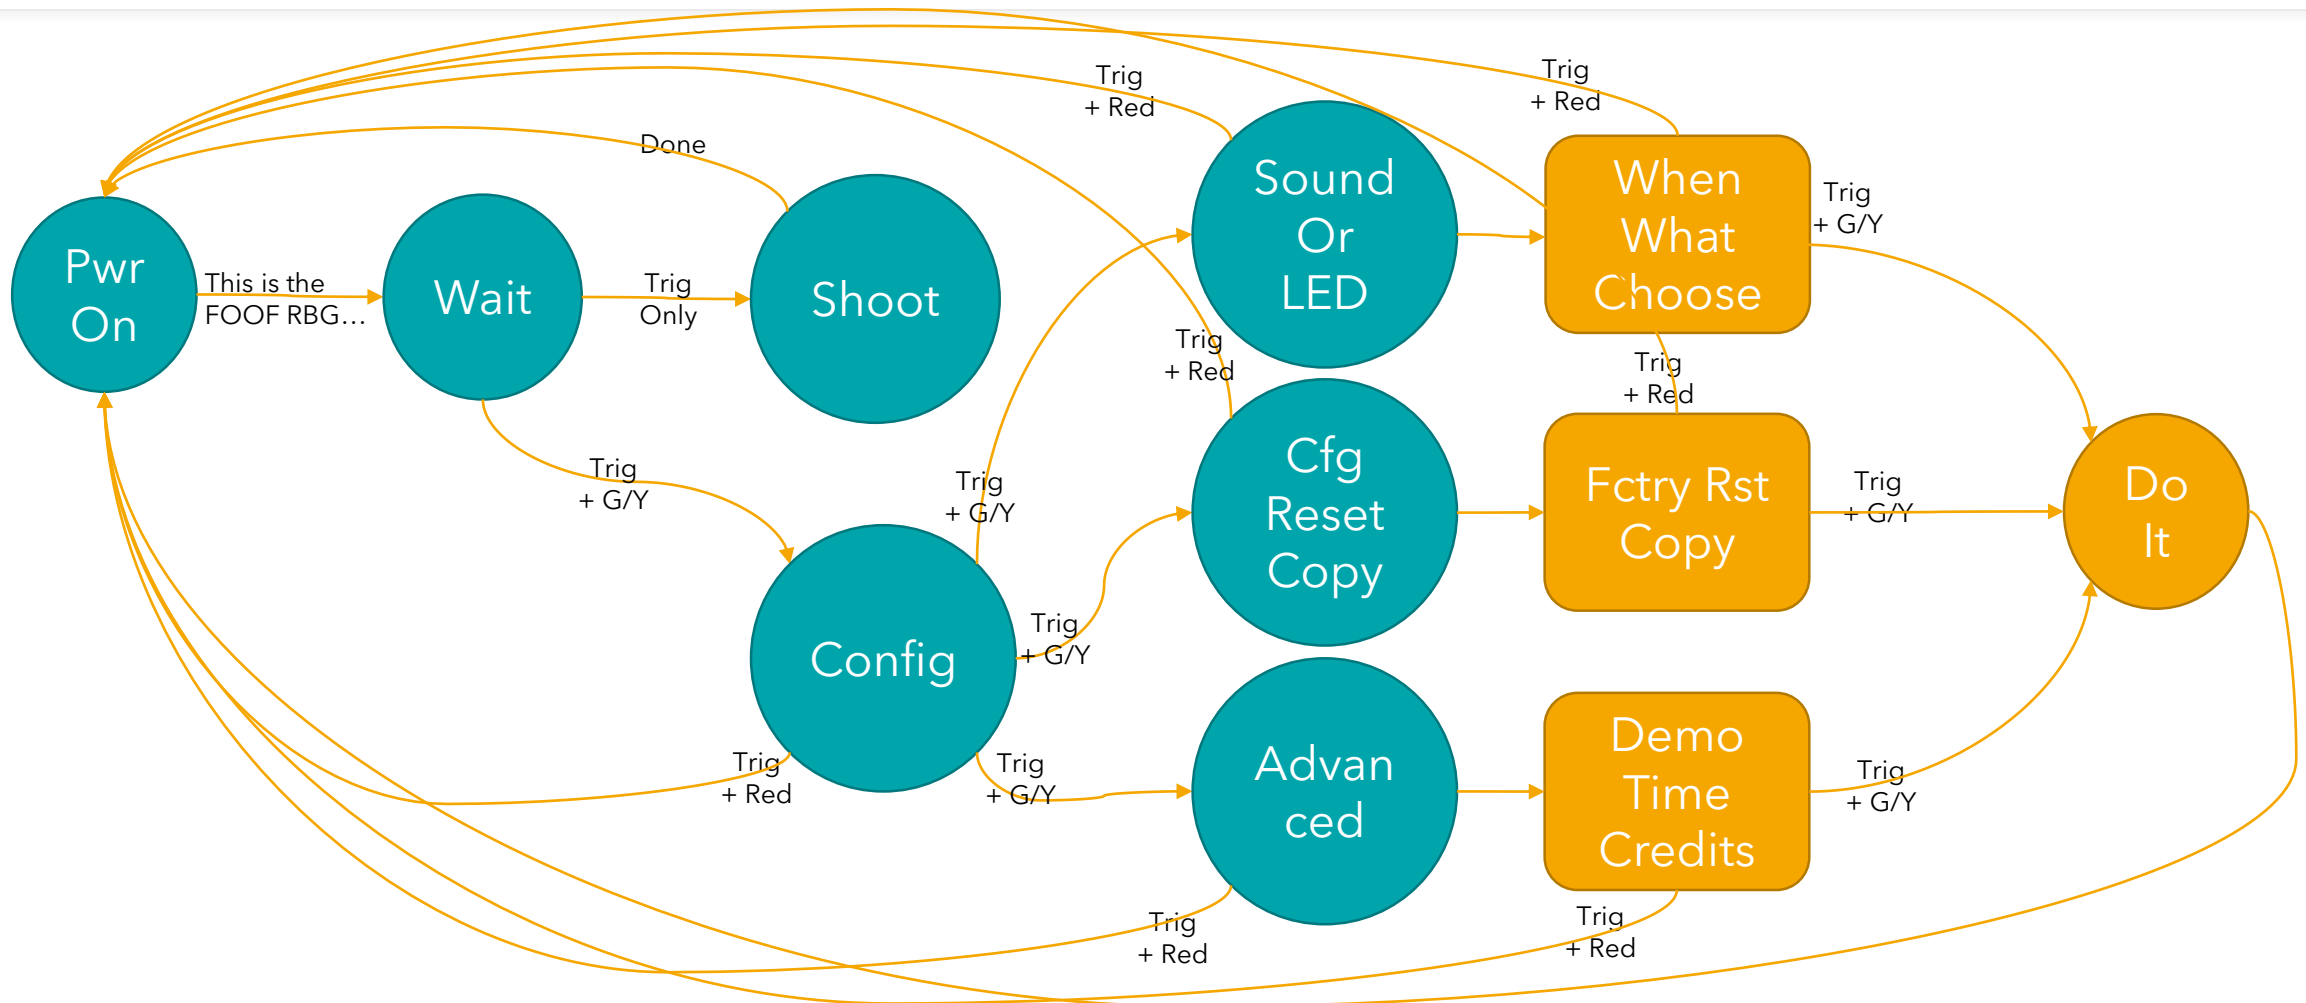 Pwr
On
This is the
FOOF RBG…
Wait
Trig
Only
Shoot
Done
Trig
+ G/Y
Config
Trig
+ Red
Trig
+ G/Y
Trig
+ G/Y
Trig
+ G/Y
Trig
+ Red
Sound
Or
LED
Trig
+ Red
Cfg
Reset
Copy
Advan
ced
Trig
+ Red
Trig
+ Red
When
What
Choose
Trig
+ G/Y
Trig
+ Red
Fctry Rst
Copy
Trig
+ G/Y
Demo
Time
Credits
Trig
+ G/Y
Trig
+ Red
Do
It